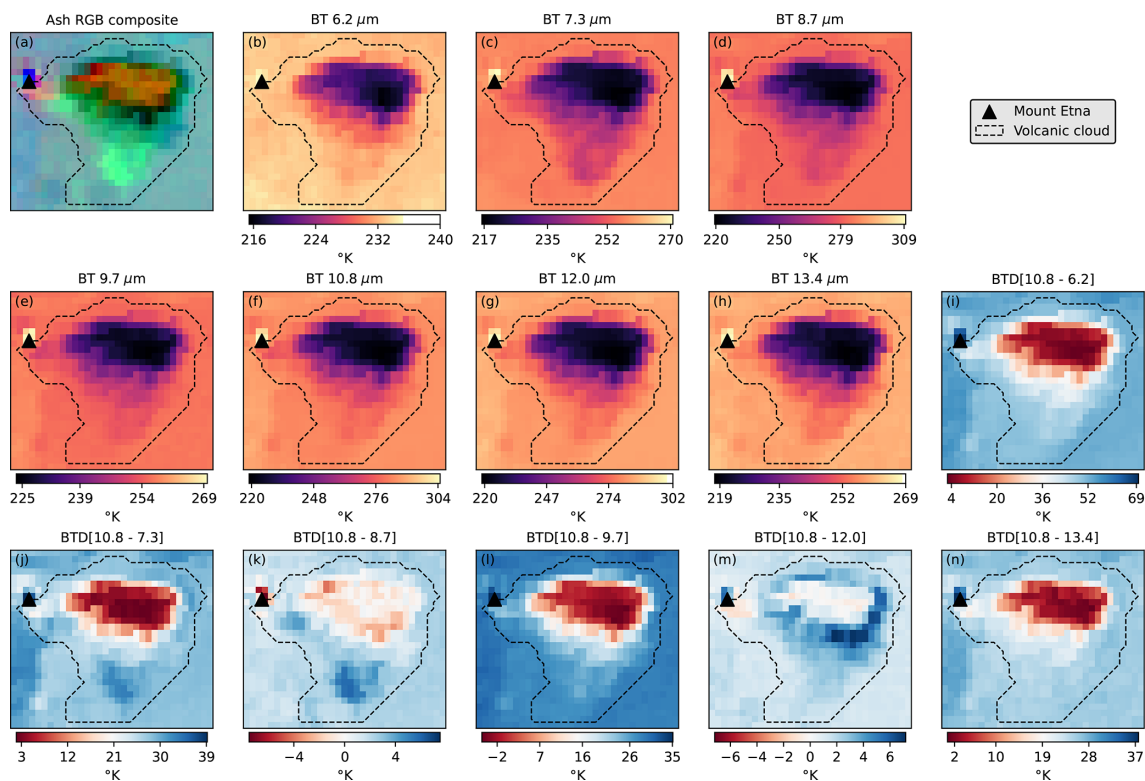 Ash RGB composite
BT 6.2 μm
BT 7.3 μm
BT 8.7 μm
(a)
(b)
(c)
(d)
Mount Etna
Volcanic cloud
216 224 232 240
217 235 252 270
220 250 279 309
°K
°K
°K
BT 9.7 μm
BT 10.8 μm
BT 12.0 μm
BT 13.4 μm
BTD[10.8 - 6.2]
(e)
(f)
(g)
(h)
(i)
225 239 254 269
220 248 276 304
220 247 275 302
219 236 252 269
4 20 36 53 69
°K
°K
°K
°K
°K
BTD[10.8 - 7.3]
BTD[10.8 - 8.7]
BTD[10.8 - 9.7]
BTD[10.8 - 12.0]
BTD[10.8 - 13.4]
(j)
(k)
(l)
(m)
(n)
3 12 21 30 39
−4 0 4
−2 7 16 26 35
−6 −4 −2 0 2 4 6
2 10 19 28 37
°K
°K
°K
°K
°K